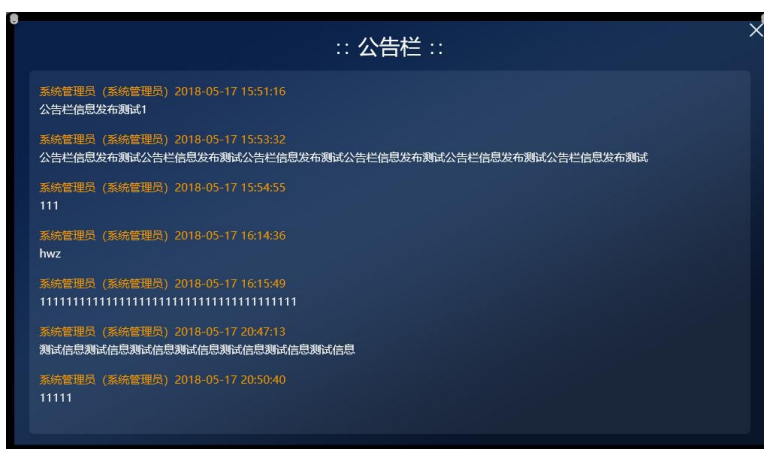 :: 公告栏 ::
系统管理员 (系统管理员) 2018-05-17 15:51:16
公告栏信息发布测试1
系统管理员 (系统管理员) 2018-05-17 15:53:32
公告栏信息发布测试公告栏信息发布测试公告栏信息发布测试公告栏信息发布测试公告栏信息发布测试公告栏信息发布测试
系统管理员 (系统管理员) 2018-05-17 15:54:55
111
系统管理员 (系统管理员) 2018-05-17 16:14:36
hwz
系统管理员 (系统管理员) 2018-05-17 16:15:49
11111111111111111111111111111111111111
系统管理员 (系统管理员) 2018-05-17 20:47:13
测试信息测试信息测试信息测试信息测试信息测试信息测试信息
系统管理员 (系统管理员) 2018-05-17 20:50:40
11111